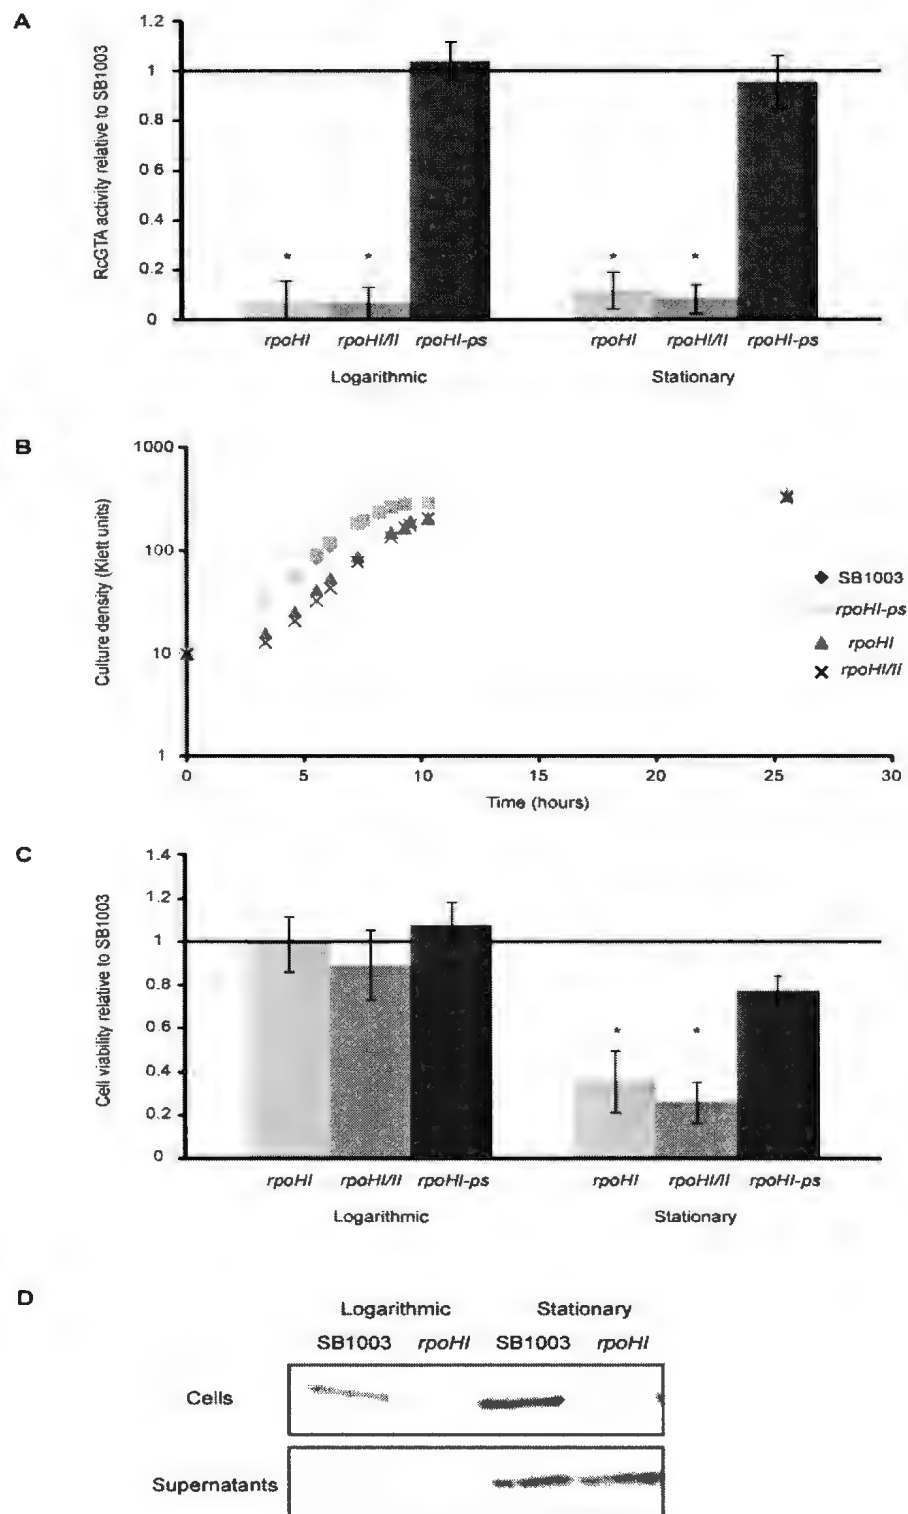 A
1.2
1
0.8
0.6
0.4
0.2
0
RcGTA activity relative to SB1003
* * * *
rpoHI rpoHI/II rpoHI-ps rpoHI rpoHI/II rpoHI-ps
Logarithmic Stationary
B
1000
100
10
1
Culture density (Klett units)
0 5 10 15 20 25 30
Time (hours)
SB1003
rpoHI-ps
rpoHI
rpoHI/II
C
1.4
1.2
1
0.8
0.6
0.4
0.2
0
Cell viability relative to SB1003
* *
rpoHI rpoHI/II rpoHI-ps rpoHI rpoHI/II rpoHI-ps
Logarithmic Stationary
D
Logarithmic Stationary
SB1003 rpoHI SB1003 rpoHI
Cells
Supernatants